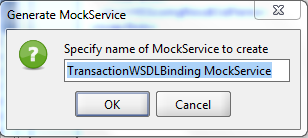 Generate MockService
Specify name of MockService to create
TransactionWSDLBinding MockService
OK
Cancel